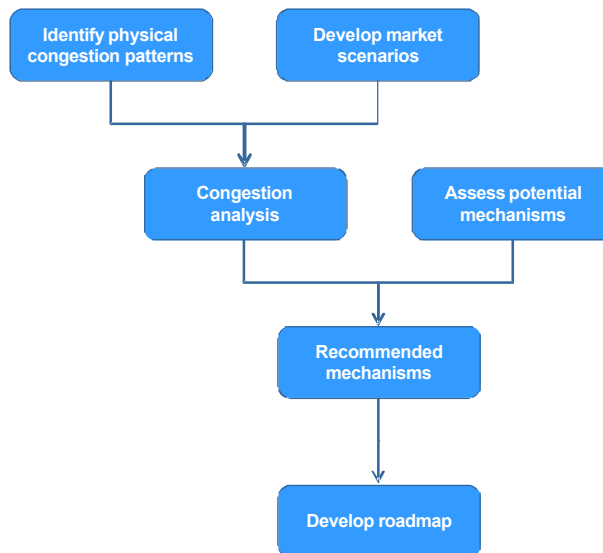 Identify physical
congestion patterns
Develop market
scenarios
Congestion
analysis
Assess potential
mechanisms
Recommended
mechanisms
Develop roadmap